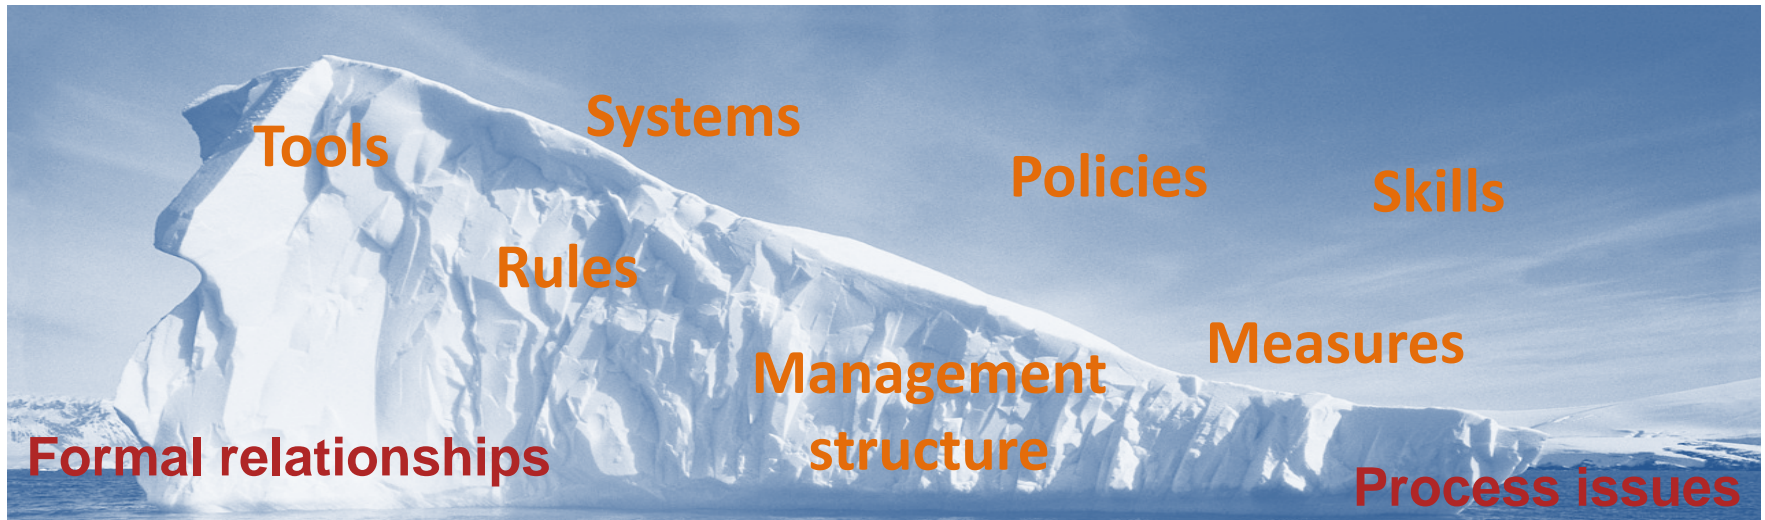 Systems
Tools
Policies
Skills
Rules
Measures
Management
structure
Formal relationships
Process issues